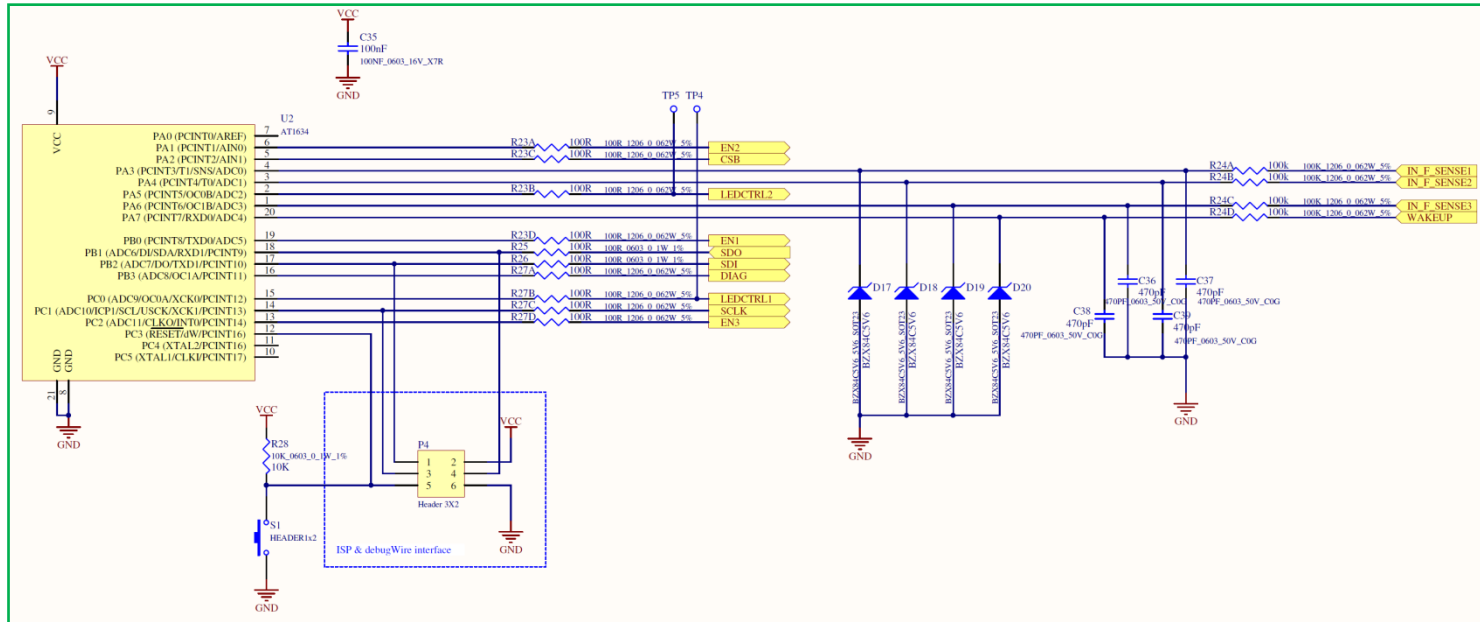 VCC
C35
100nF
100NF_0603_16V_X7R
GND
VCC
9
VCC
U2
AT1634
TP5 TP4
PA0 (PCINT0/AREF) 7
PA1 (PCINT1/AIN0) 6 R23A 100R 100R_1206_0_062W_5% EN2
PA2 (PCINT2/AIN1) 5 R23C 100R 100R_1206_0_062W_5% CSB
PA3 (PCINT3/T1/SNS/ADC0) 4 R24A 100k 100K_1206_0_062W_5% IN_F_SENSE1
PA4 (PCINT4/T0/ADC1) 3 R24B 100k 100K_1206_0_062W_5% IN_F_SENSE2
PA5 (PCINT5/OC0B/ADC2) 2 R23B 100R 100R_1206_0_062W_5% LEDCTRL2
PA6 (PCINT6/OC1B/ADC3) 1 R24C 100k 100K_1206_0_062W_5% IN_F_SENSE3
PA7 (PCINT7/RXD0/ADC4) 20 R24D 100k 100K_1206_0_062W_5% WAKEUP
PB0 (PCINT8/TXD0/ADC5) 19 R23D 100R 100R_1206_0_062W_5% EN1
PB1 (ADC6/DI/SDA/RXD1/PCINT9) 18 R25 100R 100R_0603_0_1W_1% SDO
PB2 (ADC7/DO/TXD1/PCINT10) 17 R26 100R 100R_0603_0_1W_1% SDI
PB3 (ADC8/OC1A/PCINT11) 16 R27A 100R 100R_1206_0_062W_5% DIAG
PC0 (ADC9/OC0A/XCK0/PCINT12) 15 R27B 100R 100R_1206_0_062W_5% LEDCTRL1
PC1 (ADC10/ICP1/SCL/USCK/XCK1/PCINT13) 14 R27C 100R 100R_1206_0_062W_5% SCLK
PC2 (ADC11/CLKO/INT0/PCINT14) 13 R27D 100R 100R_1206_0_062W_5% EN3
PC3 (RESET/dW/PCINT16) 12
PC4 (XTAL2/PCINT16) 11
PC5 (XTAL1/CLKI/PCINT17) 10
GND
GND
21
8
GND
D17 D18 D19 D20
BZX84C5V6_5V6_SOT23
BZX84C5V6
BZX84C5V6_5V6_SOT23
BZX84C5V6
BZX84C5V6_5V6_SOT23
BZX84C5V6
BZX84C5V6_5V6_SOT23
BZX84C5V6
GND
C36
470pF
470PF_0603_50V_C0G
C37
470pF
470PF_0603_50V_C0G
C38
470pF
470PF_0603_50V_C0G
C39
470pF
470PF_0603_50V_C0G
GND
VCC
R28
10K_0603_0_1W_1%
10K
S1
HEADER1x2
GND
VCC
P4
1 2
3 4
5 6
Header 3X2
GND
ISP & debugWire interface